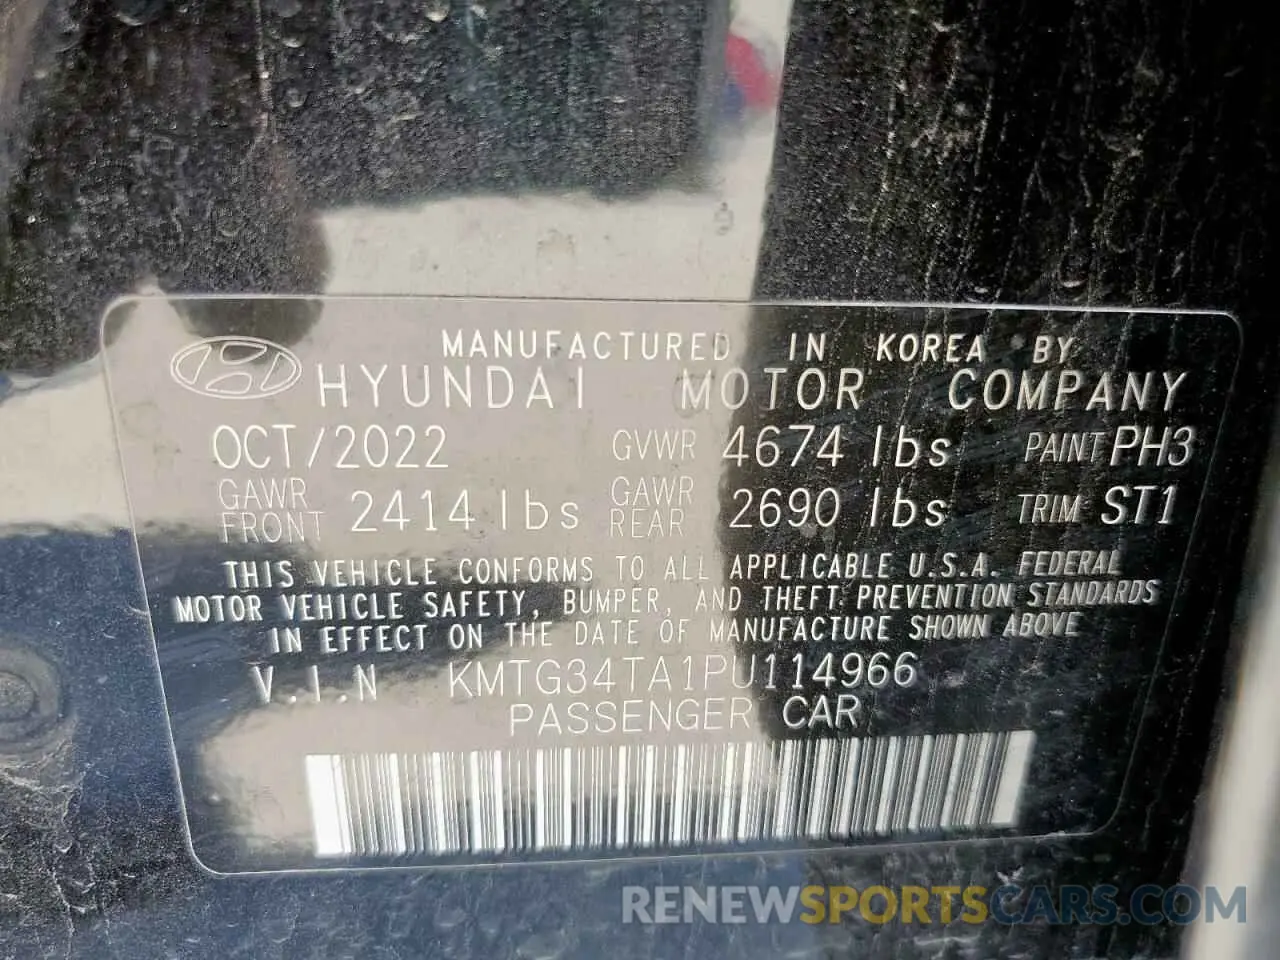 MANUFACTURED IN KOREA BY
HYUNDAI MOTOR COMPANY
OCT/2022 GVWR 4674 lbs PAINT PH3
GAWR FRONT 2414 lbs GAWR REAR 2690 lbs TRIM ST1
THIS VEHICLE CONFORMS TO ALL APPLICABLE U.S.A. FEDERAL
MOTOR VEHICLE SAFETY, BUMPER, AND THEFT PREVENTION STANDARDS
IN EFFECT ON THE DATE OF MANUFACTURE SHOWN ABOVE
V.I.N KMTG34TA1PU114966
PASSENGER CAR
RENEWSPORTSCARS.COM